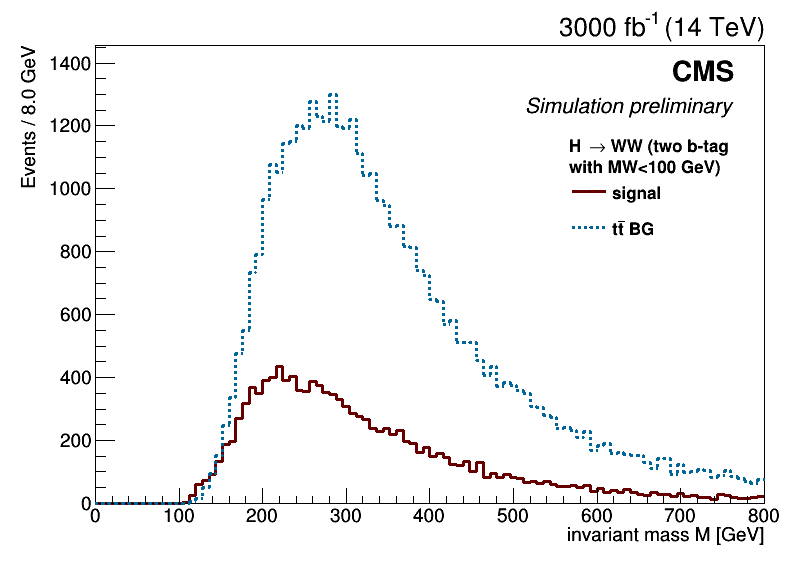 3000 fb⁻¹ (14 TeV)
CMS
Simulation preliminary
H → WW (two b-tag
with MW<100 GeV)
signal
tt̄ BG
Events / 8.0 GeV
1400
1200
1000
800
600
400
200
0
0 100 200 300 400 500 600 700 800
invariant mass M [GeV]